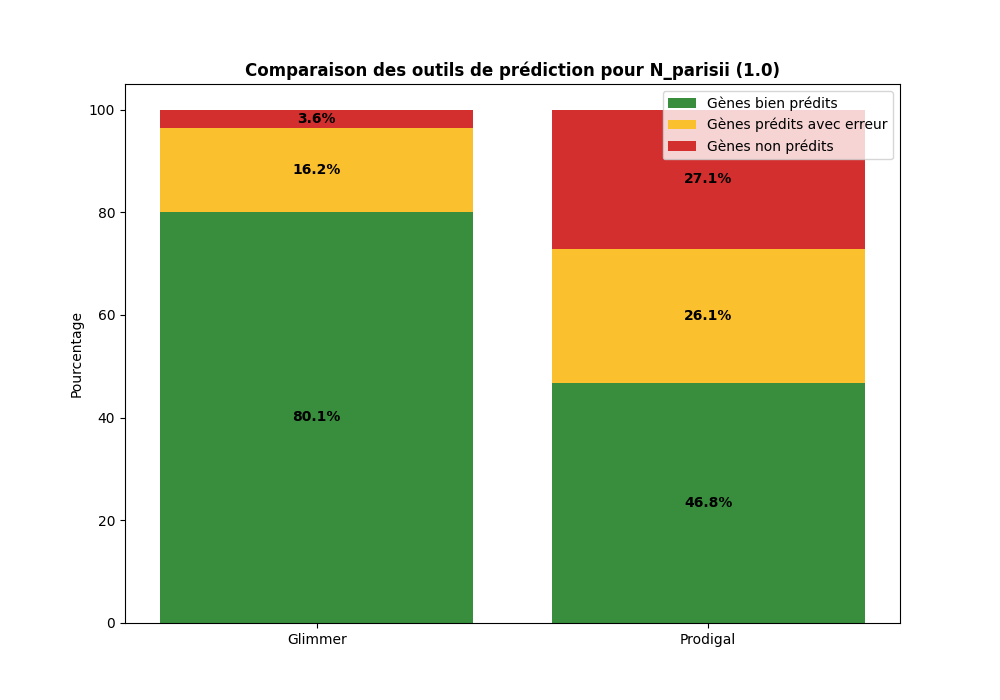 Comparaison des outils de prédiction pour N_parisii (1.0)
Gènes bien prédits
Gènes prédits avec erreur
Gènes non prédits
Pourcentage
100
80
60
40
20
0
3.6%
16.2%
80.1%
27.1%
26.1%
46.8%
Glimmer
Prodigal